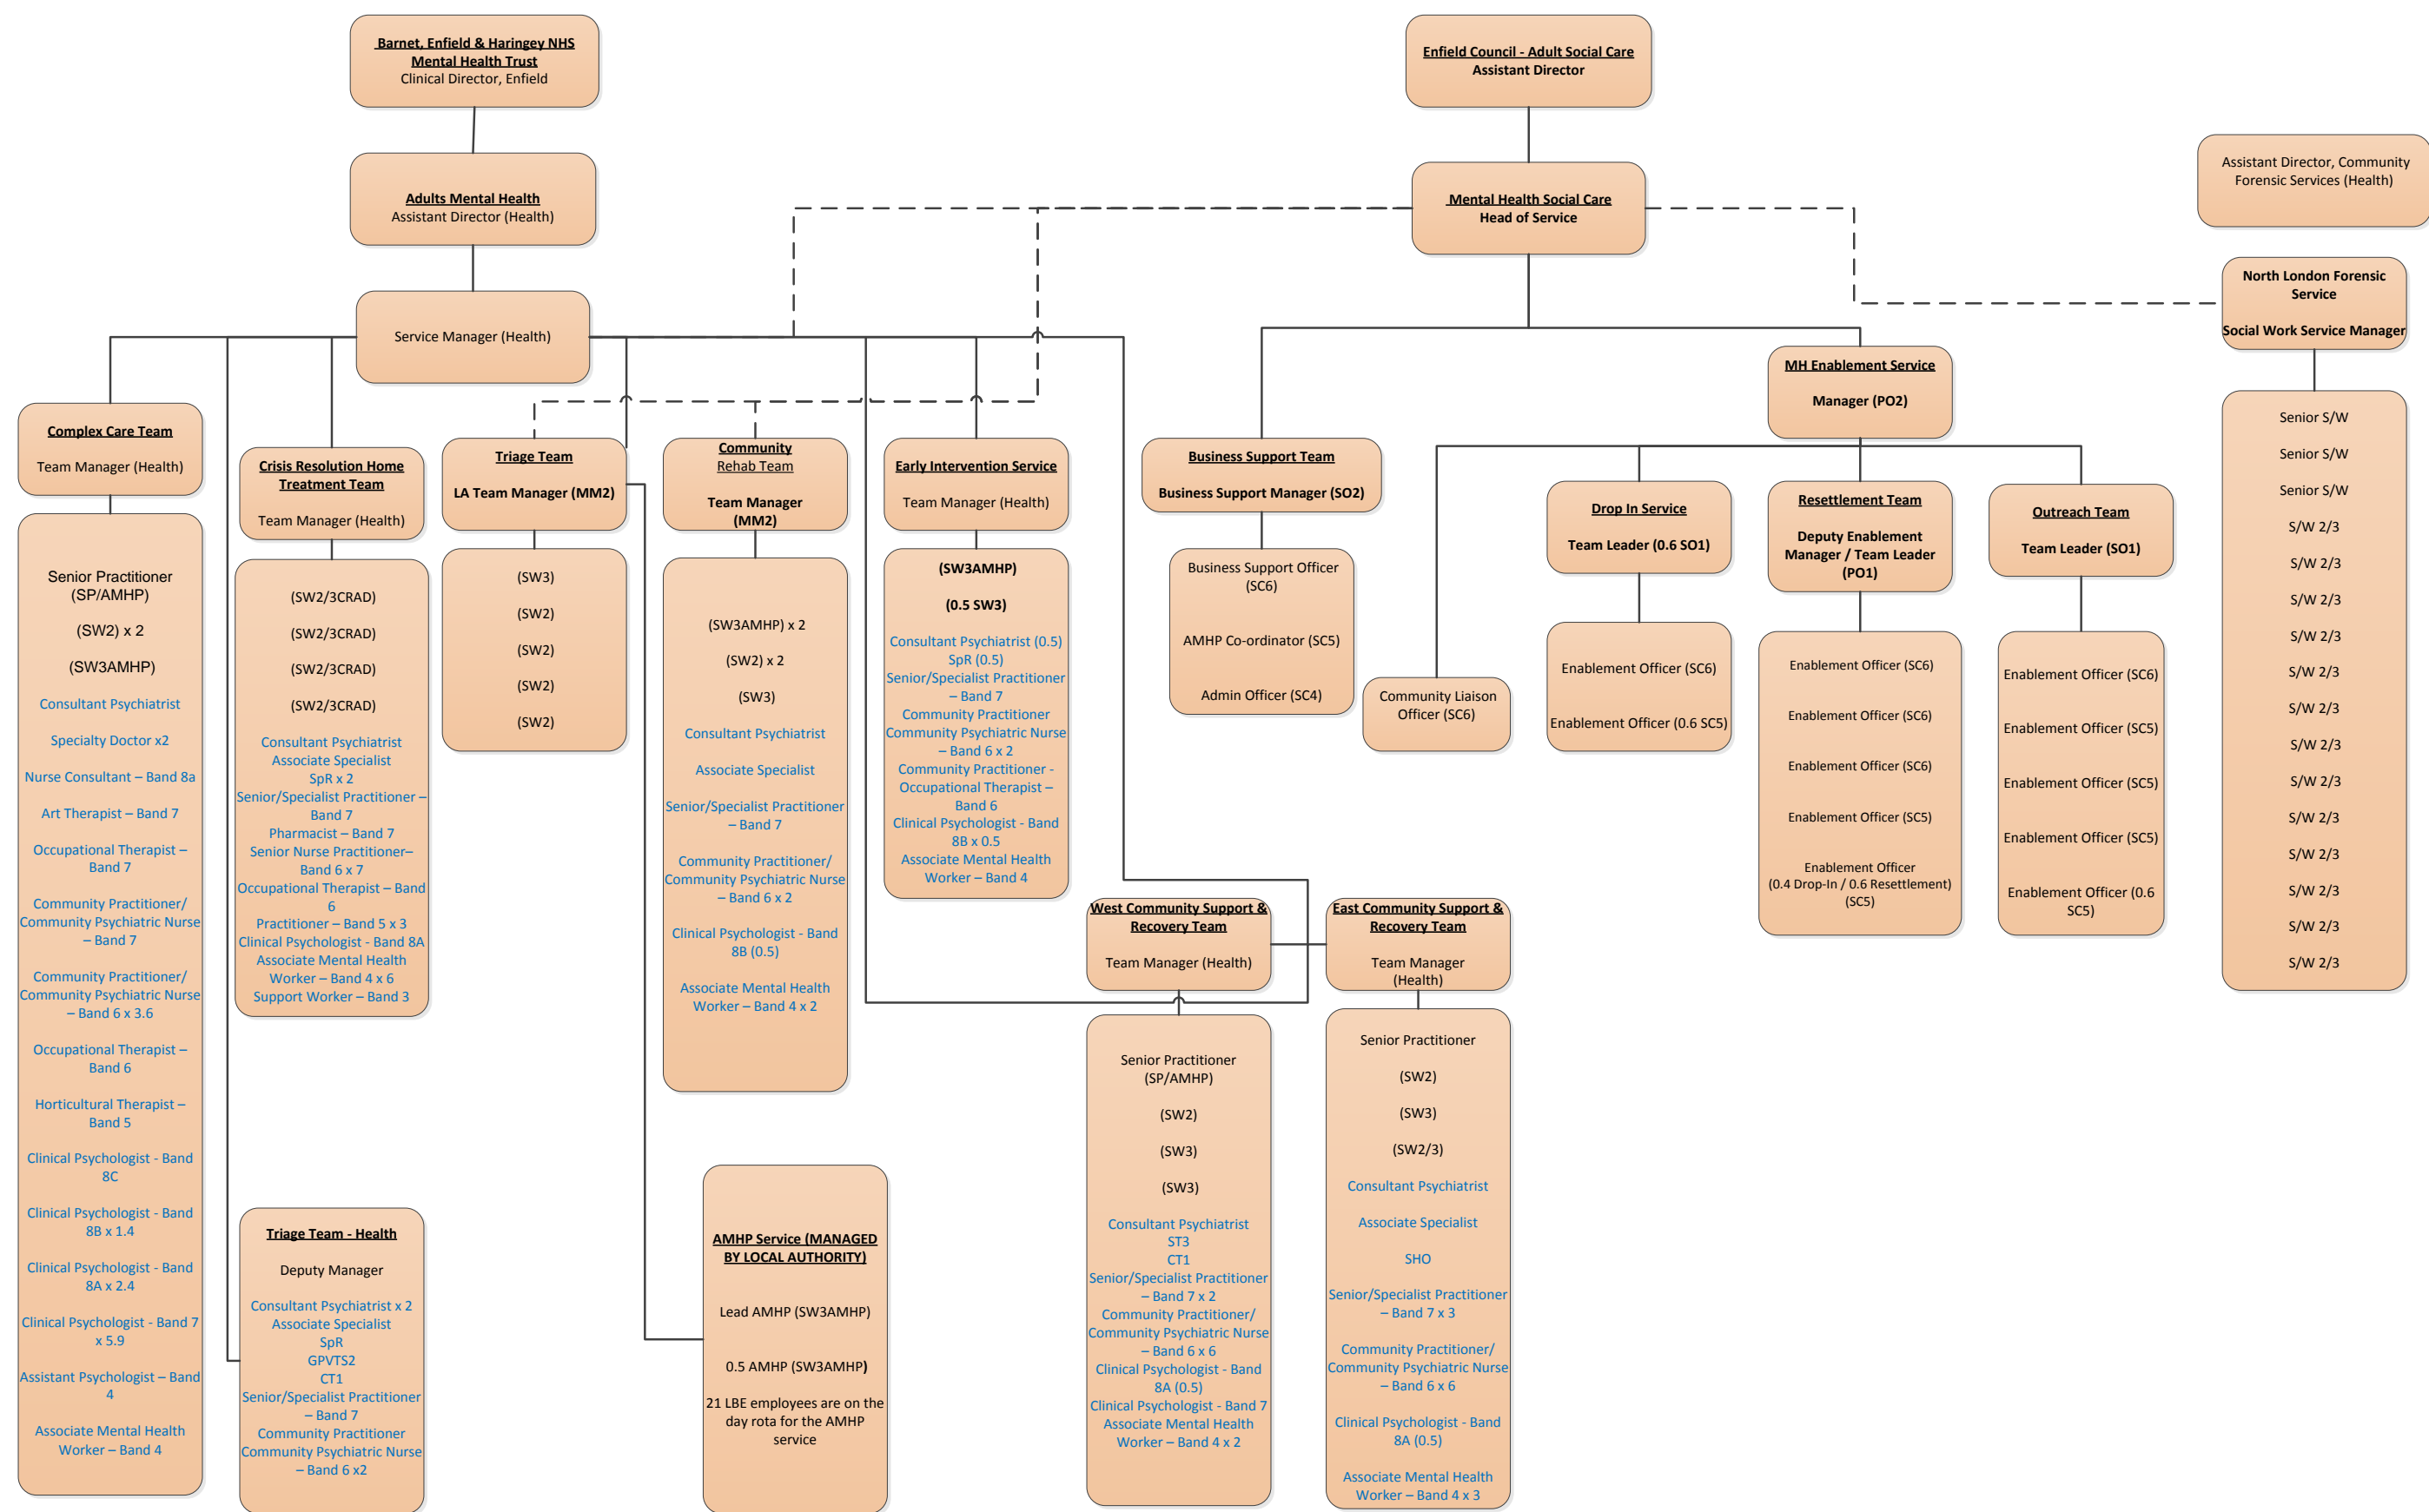 Barnet, Enfield & Haringey NHS
Mental Health Trust
Clinical Director, Enfield
Enfield Council - Adult Social Care
Assistant Director
Assistant Director, Community
Forensic Services (Health)
Adults Mental Health
Assistant Director (Health)
Mental Health Social Care
Head of Service
North London Forensic
Service
Social Work Service Manager
Service Manager (Health)
MH Enablement Service
Manager (PO2)
Complex Care Team
Team Manager (Health)
Crisis Resolution Home
Treatment Team
Team Manager (Health)
Triage Team
LA Team Manager (MM2)
Community
Rehab Team
Team Manager
(MM2)
Early Intervention Service
Team Manager (Health)
Business Support Team
Business Support Manager (SO2)
Drop In Service
Team Leader (0.6 SO1)
Resettlement Team
Deputy Enablement
Manager / Team Leader
(PO1)
Outreach Team
Team Leader (SO1)
Senior Practitioner
(SP/AMHP)
(SW2) x 2
(SW3AMHP)
Consultant Psychiatrist
Specialty Doctor x2
Nurse Consultant – Band 8a
Art Therapist – Band 7
Occupational Therapist –
Band 7
Community Practitioner/
Community Psychiatric Nurse
– Band 7
Community Practitioner/
Community Psychiatric Nurse
– Band 6 x 3.6
Occupational Therapist –
Band 6
Horticultural Therapist –
Band 5
Clinical Psychologist - Band
8C
Clinical Psychologist - Band
8B x 1.4
Clinical Psychologist - Band
8A x 2.4
Clinical Psychologist - Band 7
x 5.9
Assistant Psychologist – Band
4
Associate Mental Health
Worker – Band 4
(SW2/3CRAD)
(SW2/3CRAD)
(SW2/3CRAD)
(SW2/3CRAD)
Consultant Psychiatrist
Associate Specialist
SpR x 2
Senior/Specialist Practitioner –
Band 7
Pharmacist – Band 7
Senior Nurse Practitioner–
Band 6 x 7
Occupational Therapist – Band
6
Practitioner – Band 5 x 3
Clinical Psychologist - Band 8A
Associate Mental Health
Worker – Band 4 x 6
Support Worker – Band 3
(SW3)
(SW2)
(SW2)
(SW2)
(SW2)
(SW3AMHP) x 2
(SW2) x 2
(SW3)
Consultant Psychiatrist
Associate Specialist
Senior/Specialist Practitioner
– Band 7
Community Practitioner/
Community Psychiatric Nurse
– Band 6 x 2
Clinical Psychologist - Band
8B (0.5)
Associate Mental Health
Worker – Band 4 x 2
(SW3AMHP)
(0.5 SW3)
Consultant Psychiatrist (0.5)
SpR (0.5)
Senior/Specialist Practitioner
– Band 7
Community Practitioner
Community Psychiatric Nurse
– Band 6 x 2
Community Practitioner -
Occupational Therapist –
Band 6
Clinical Psychologist - Band
8B x 0.5
Associate Mental Health
Worker – Band 4
Business Support Officer
(SC6)
AMHP Co-ordinator (SC5)
Admin Officer (SC4)
Community Liaison
Officer (SC6)
Enablement Officer (SC6)
Enablement Officer (0.6 SC5)
Enablement Officer (SC6)
Enablement Officer (SC6)
Enablement Officer (SC6)
Enablement Officer (SC5)
Enablement Officer
(0.4 Drop-In / 0.6 Resettlement)
(SC5)
Enablement Officer (SC6)
Enablement Officer (SC5)
Enablement Officer (SC5)
Enablement Officer (SC5)
Enablement Officer (0.6
SC5)
Senior S/W
Senior S/W
Senior S/W
S/W 2/3
S/W 2/3
S/W 2/3
S/W 2/3
S/W 2/3
S/W 2/3
S/W 2/3
S/W 2/3
S/W 2/3
S/W 2/3
S/W 2/3
S/W 2/3
S/W 2/3
West Community Support &
Recovery Team
Team Manager (Health)
East Community Support &
Recovery Team
Team Manager
(Health)
Senior Practitioner
(SP/AMHP)
(SW2)
(SW3)
(SW3)
Consultant Psychiatrist
ST3
CT1
Senior/Specialist Practitioner
– Band 7 x 2
Community Practitioner/
Community Psychiatric Nurse
– Band 6 x 6
Clinical Psychologist - Band
8A (0.5)
Clinical Psychologist - Band 7
Associate Mental Health
Worker – Band 4 x 2
Senior Practitioner
(SW2)
(SW3)
(SW2/3)
Consultant Psychiatrist
Associate Specialist
SHO
Senior/Specialist Practitioner
– Band 7 x 3
Community Practitioner/
Community Psychiatric Nurse
– Band 6 x 6
Clinical Psychologist - Band
8A (0.5)
Associate Mental Health
Worker – Band 4 x 3
Triage Team - Health
Deputy Manager
Consultant Psychiatrist x 2
Associate Specialist
SpR
GPVTS2
CT1
Senior/Specialist Practitioner
– Band 7
Community Practitioner
Community Psychiatric Nurse
– Band 6 x2
AMHP Service (MANAGED
BY LOCAL AUTHORITY)
Lead AMHP (SW3AMHP)
0.5 AMHP (SW3AMHP)
21 LBE employees are on the
day rota for the AMHP
service